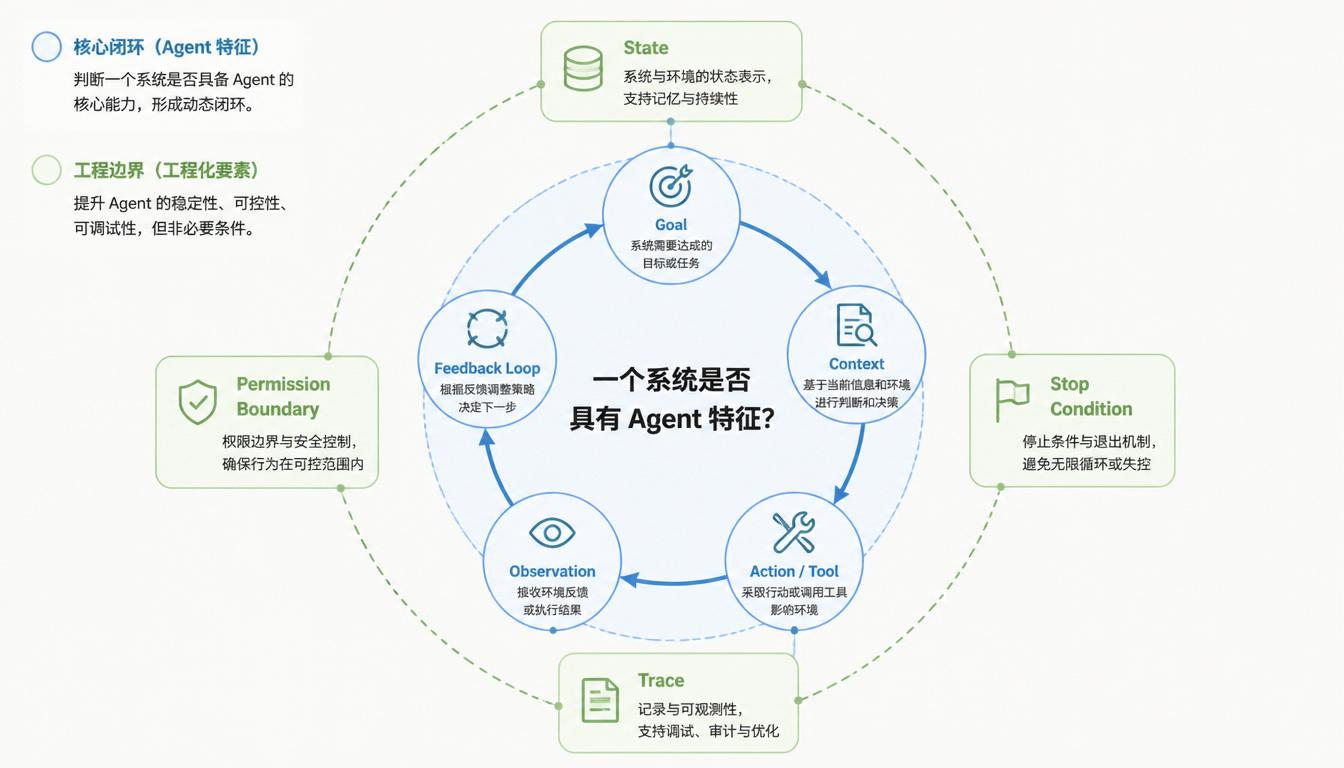 核心闭环（Agent 特征）
判断一个系统是否具备 Agent 的
核心能力，形成动态闭环。
工程边界（工程化要素）
提升 Agent 的稳定性、可控性、
可调试性，但非必要条件。
State
系统与环境的状态表示，
支持记忆与持续性
Goal
系统需要达成的
目标或任务
Feedback Loop
根据反馈调整策略
决定下一步
Context
基于当前信息和环境
进行判断和决策
一个系统是否
具有 Agent 特征？
Permission
Boundary
权限边界与安全控制，
确保行为在可控范围内
Stop
Condition
停止条件与退出机制，
避免无限循环或失控
Observation
接收环境反馈
或执行结果
Action / Tool
采取行动或调用工具
影响环境
Trace
记录与可观测性，
支持调试、审计与优化